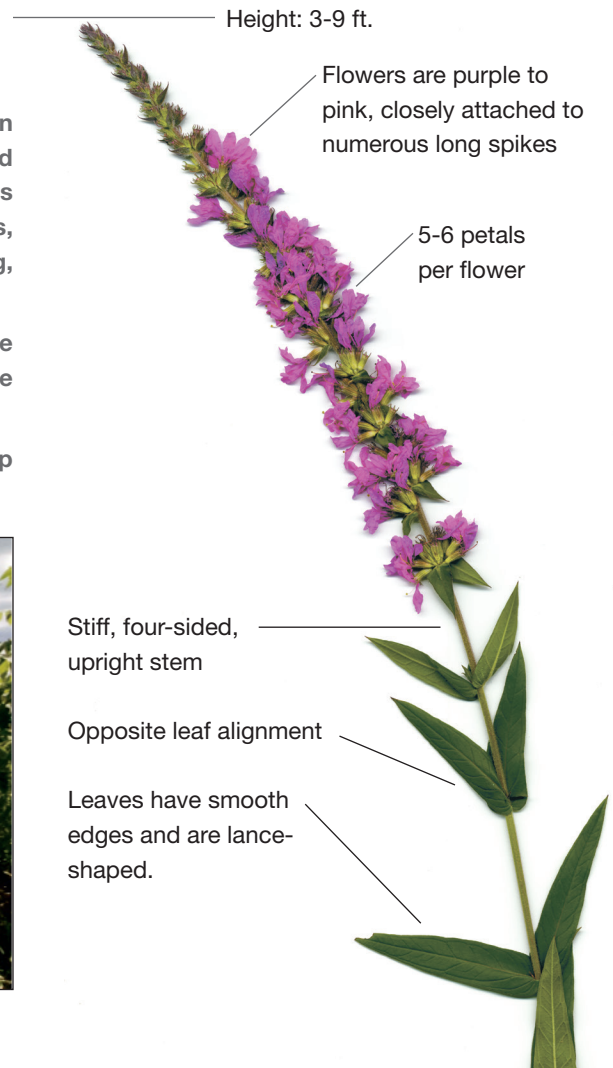 Height: 3-9 ft.
Flowers are purple to
pink, closely attached to
numerous long spikes
5-6 petals
per flower
Stiff, four-sided,
upright stem
Opposite leaf alignment
Leaves have smooth
edges and are lance-
shaped.